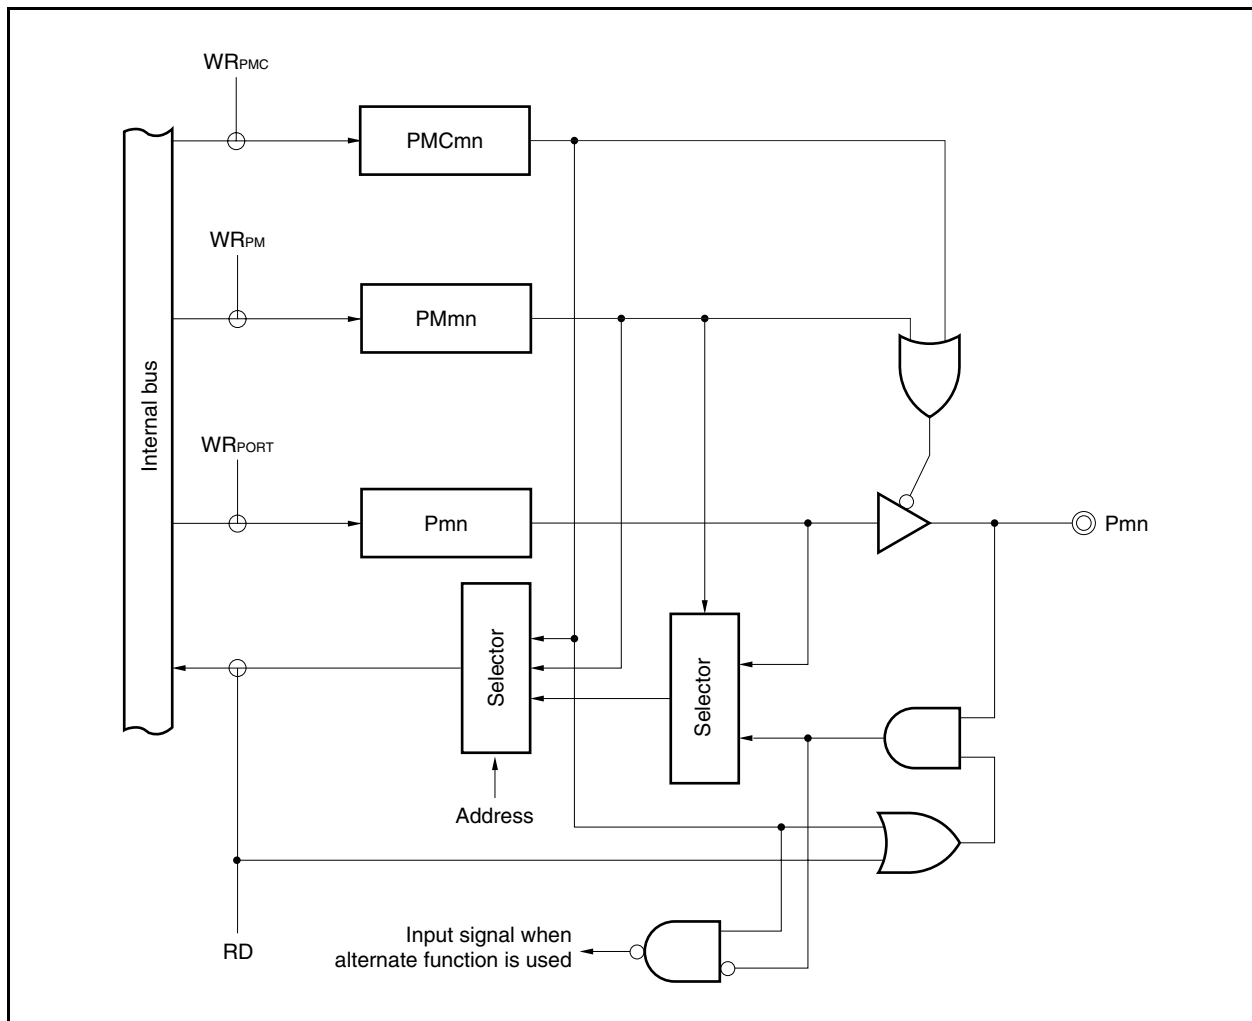 WRPMC
PMCmn
WRPM
PMmn
Internal bus
WRPORT
Pmn
Pmn
Selector
Selector
Address
RD
Input signal when
alternate function is used